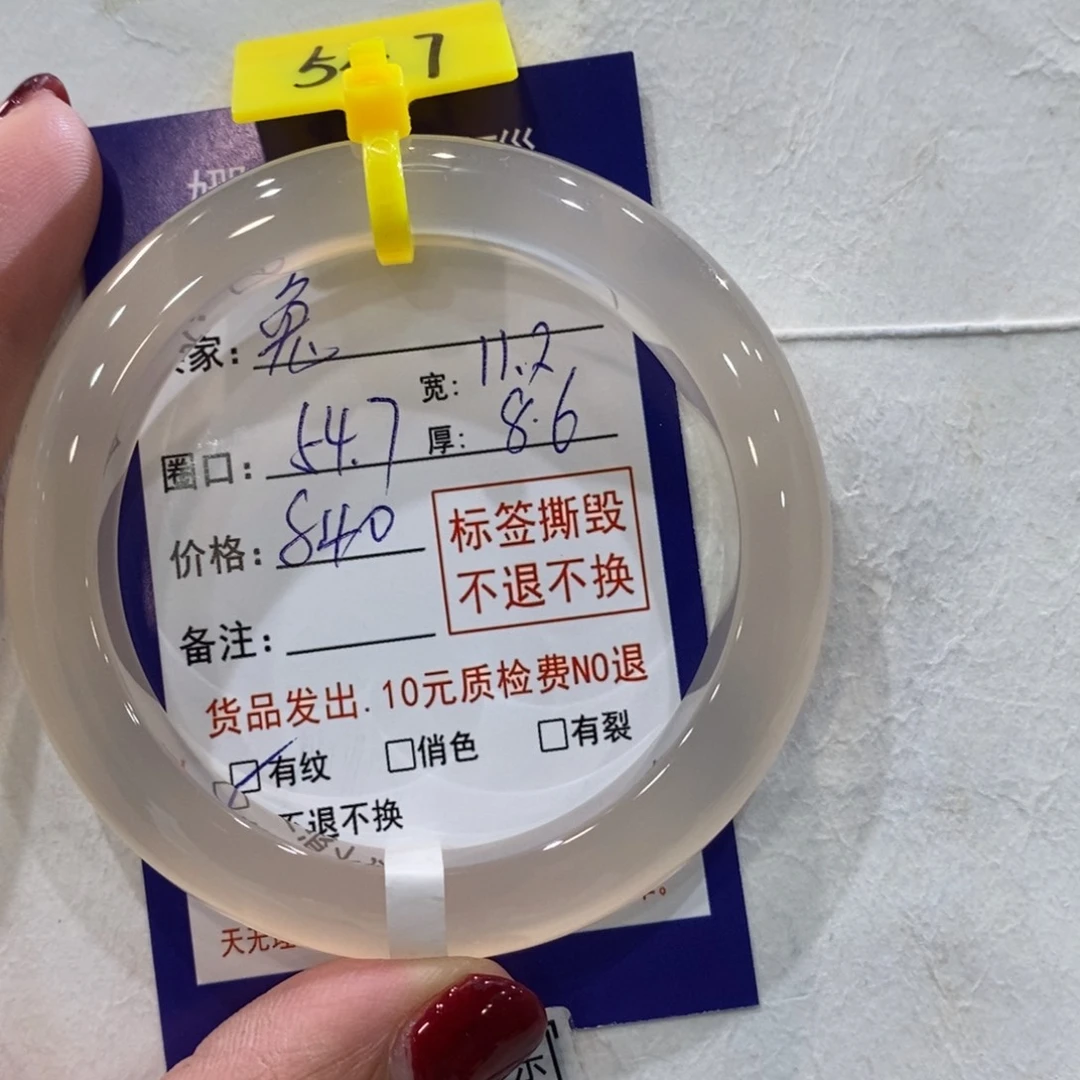 54.7
家: 兔
宽: 11.2
圈口: 54.7 厚: 8.6
价格: 840
标签撕毁
不退不换
备注:
货品发出.10元质检费NO退
有纹 俏色 有裂
不退不换
天光